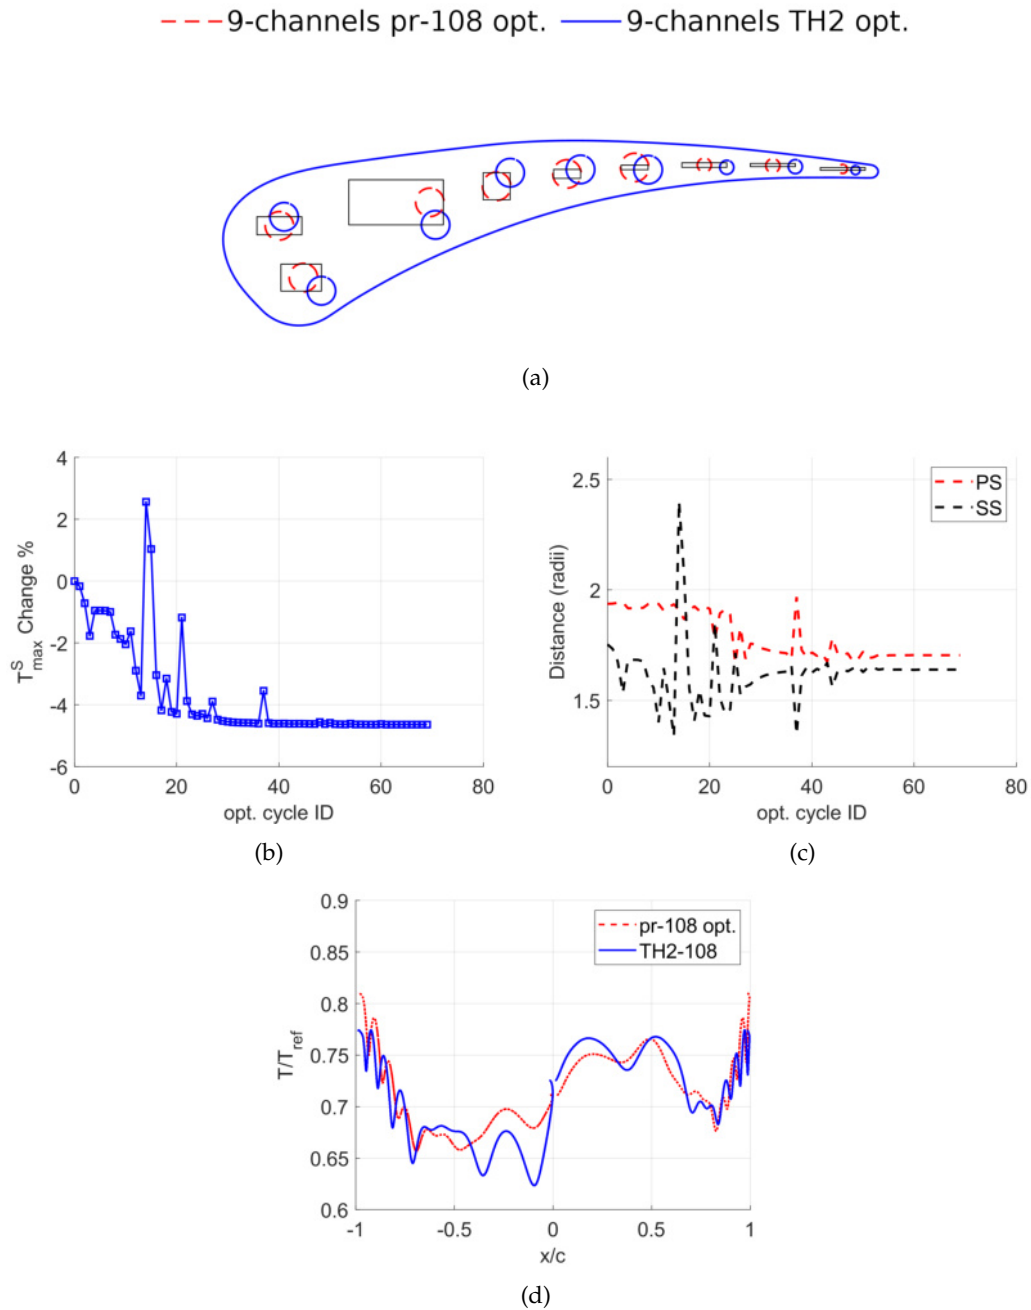 9-channels pr-108 opt. 9-channels TH2 opt.
(a)
4
2
0
-2
-4
-6
0 20 40 60 80
T^S_max Change %
opt. cycle ID
(b)
2.5
2
1.5
0 20 40 60 80
Distance (radii)
opt. cycle ID
PS
SS
(c)
0.9
0.85
0.8
0.75
0.7
0.65
0.6
-1 -0.5 0 0.5 1
T/T_ref
x/c
pr-108 opt.
TH2-108
(d)